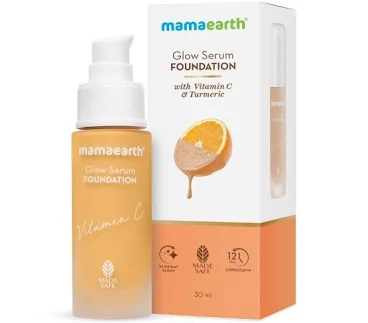 mamaearth®
Glow Serum
FOUNDATION
Vitamin C
MADE
SAFE
mamaearth®
Glow Serum
FOUNDATION
with Vitamin C
& Turmeric
MADE
SAFE
12
LONGSTAY
30 ml